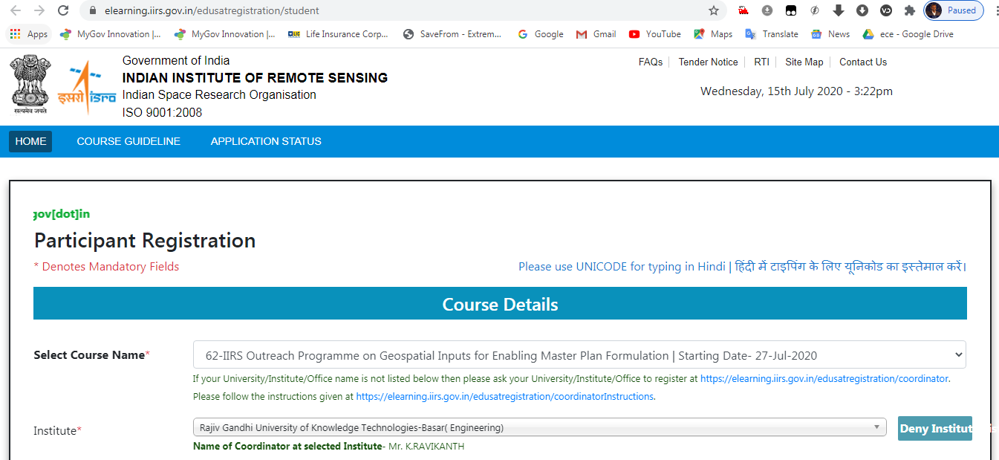 elearning.iirs.gov.in/edusatregistration/student
Paused
Apps
MyGov Innovation |...
MyGov Innovation |...
LIC
Life Insurance Corp...
SaveFrom - Extrem...
Google
Gmail
YouTube
Maps
Translate
News
ece - Google Drive
Government of India
INDIAN INSTITUTE OF REMOTE SENSING
Indian Space Research Organisation
ISO 9001:2008
सत्यमेव जयते
इसरो isro
FAQs
Tender Notice
RTI
Site Map
Contact Us
Wednesday, 15th July 2020 - 3:22pm
HOME
COURSE GUIDELINE
APPLICATION STATUS
gov[dot]in
Participant Registration
* Denotes Mandatory Fields
Please use UNICODE for typing in Hindi | हिंदी में टाइपिंग के लिए यूनिकोड का इस्तेमाल करें।
Course Details
Select Course Name*
62-IIRS Outreach Programme on Geospatial Inputs for Enabling Master Plan Formulation | Starting Date- 27-Jul-2020
If your University/Institute/Office name is not listed below then please ask your University/Institute/Office to register at https://elearning.iirs.gov.in/edusatregistration/coordinator.
Please follow the instructions given at https://elearning.iirs.gov.in/edusatregistration/coordinatorInstructions.
Institute*
Rajiv Gandhi University of Knowledge Technologies-Basar( Engineering)
Deny Institut
Name of Coordinator at selected Institute- Mr. K.RAVIKANTH